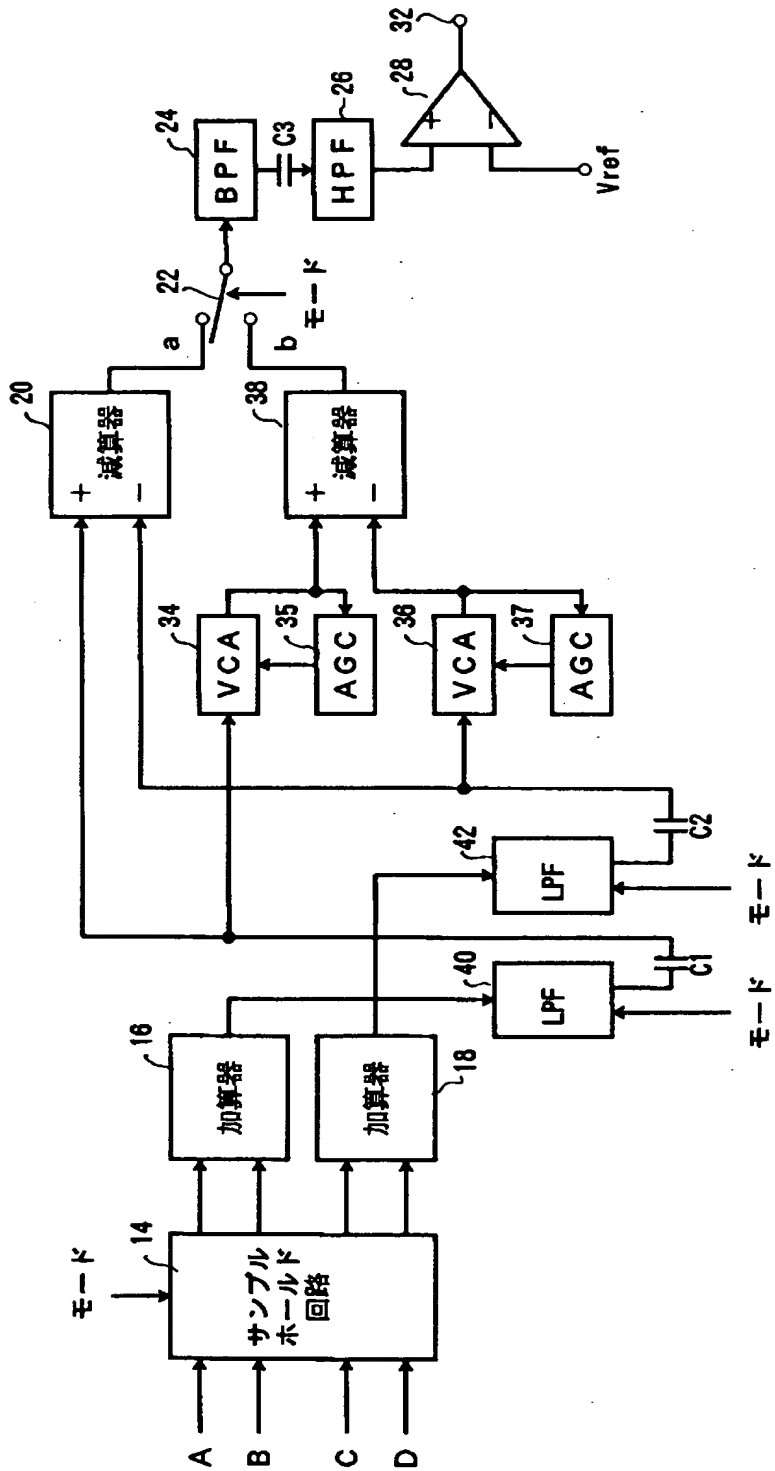 A
B
C
D
モード
14
サンプル
ホールド
回路
16
加算器
加算器
18
40
LPF
モード
C1
42
LPF
モード
C2
34
VCA
35
AGC
36
VCA
37
AGC
20
+
−
減算器
38
+
−
減算器
a
b
22
モード
24
BPF
C3
26
HPF
28
+
−
Vref
32